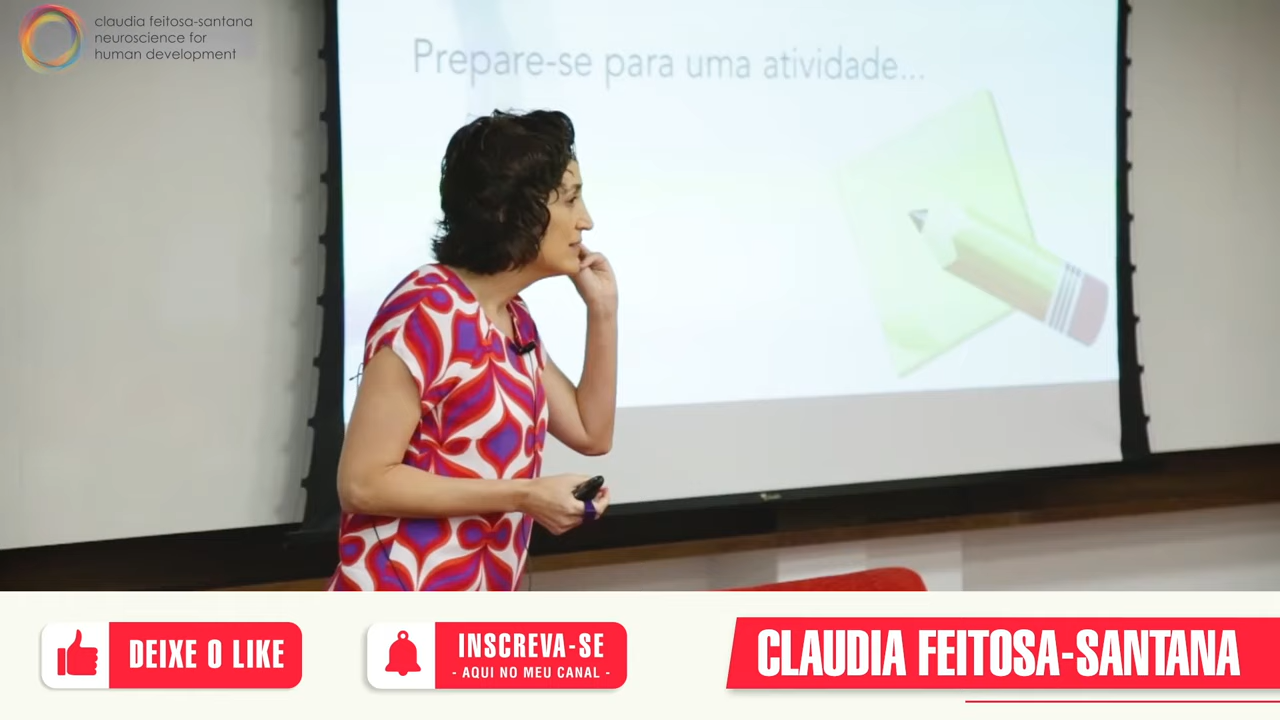 claudia feitosa-santana
neuroscience for
human development
Prepare-se para uma atividade...
DEIXE O LIKE
INSCREVA-SE
- AQUI NO MEU CANAL -
CLAUDIA FEITOSA-SANTANA